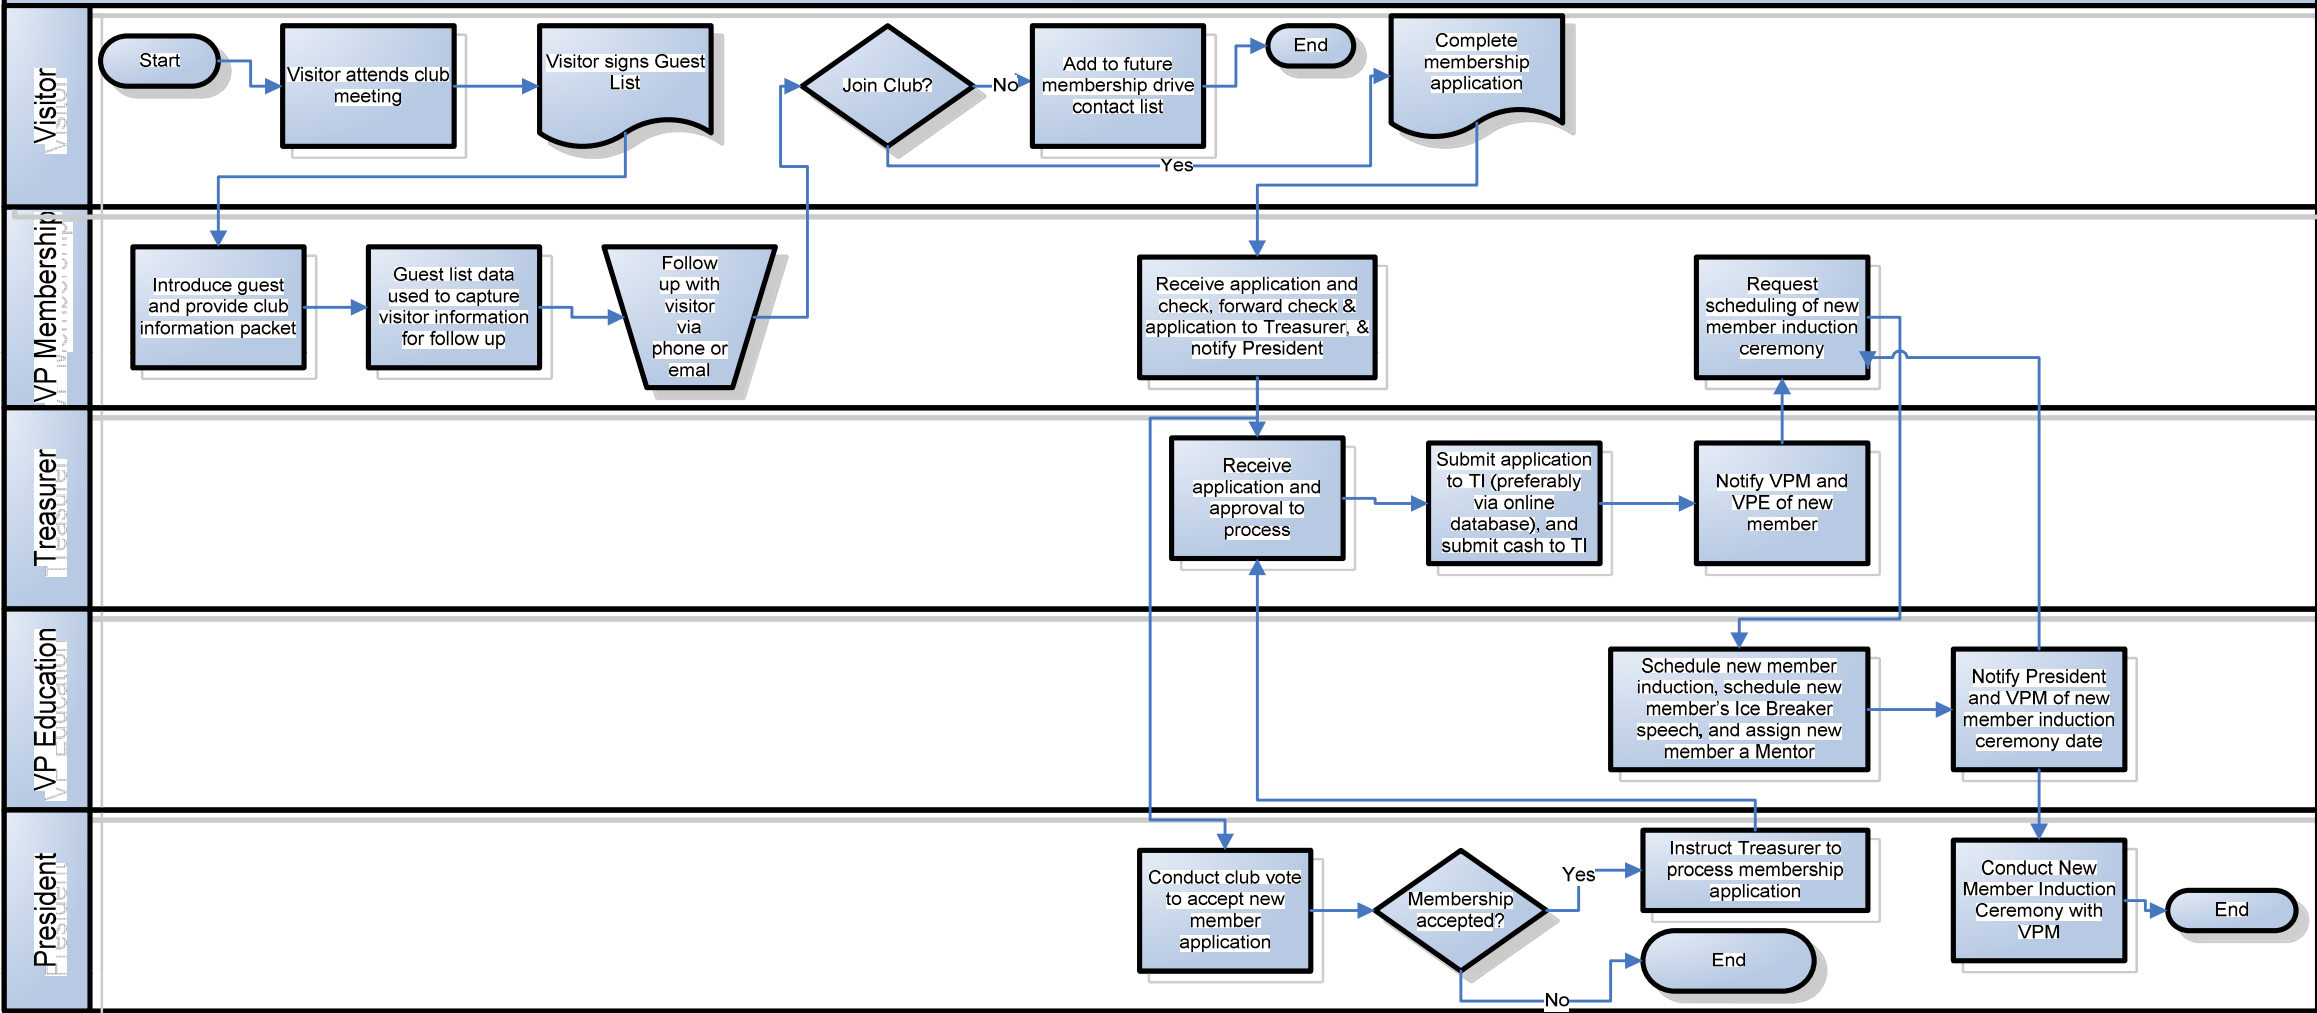 Visitor
Start
Visitor attends club
meeting
Visitor signs Guest
List
Join Club?
No
Add to future
membership drive
contact list
End
Complete
membership
application
Yes
VP Membership
Introduce guest
and provide club
information packet
Guest list data
used to capture
visitor information
for follow up
Follow
up with
visitor
via
phone or
emal
Receive application and
check, forward check &
application to Treasurer, &
notify President
Request
scheduling of new
member induction
ceremony
Treasurer
Receive
application and
approval to
process
Submit application
to TI (preferably
via online
database), and
submit cash to TI
Notify VPM and
VPE of new
member
VP Education
Schedule new member
induction, schedule new
member’s Ice Breaker
speech, and assign new
member a Mentor
Notify President
and VPM of new
member induction
ceremony date
President
Conduct club vote
to accept new
member
application
Membership
accepted?
Yes
Instruct Treasurer to
process membership
application
No
End
Conduct New
Member Induction
Ceremony with
VPM
End